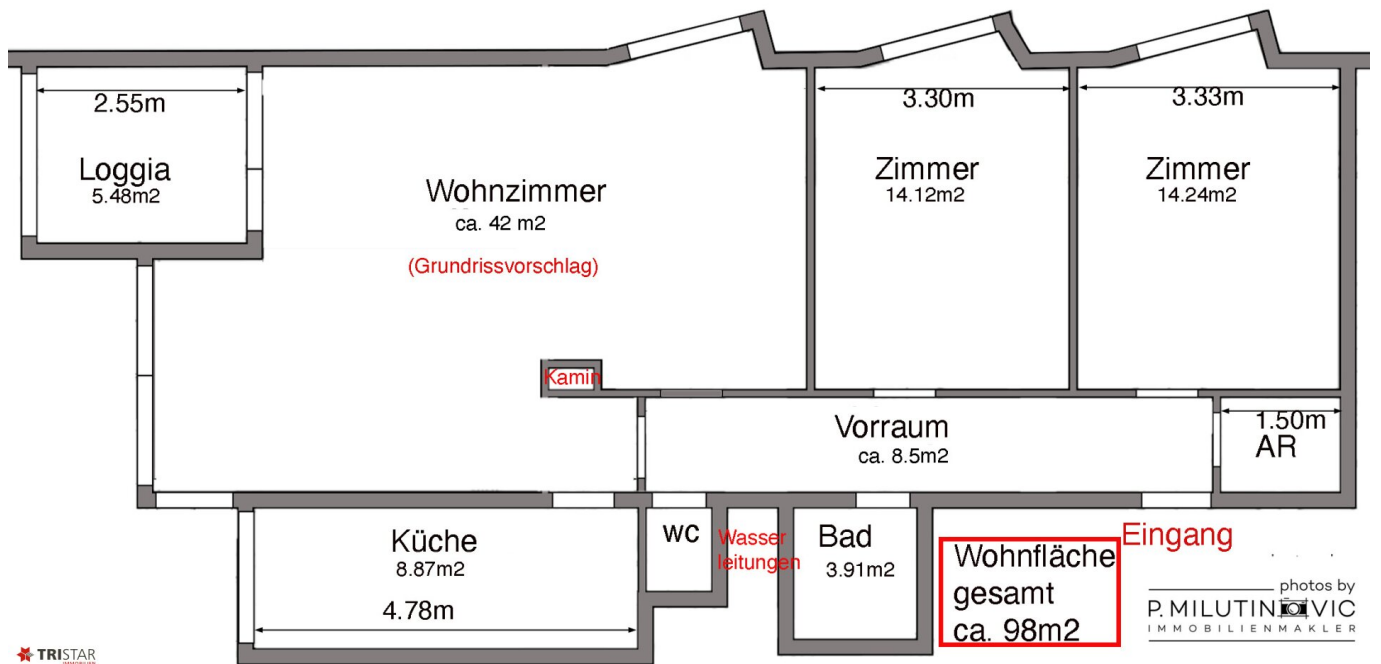 2.55m
Loggia
5.48m2
Wohnzimmer
ca. 42 m2
(Grundrissvorschlag)
Kamin
3.30m
Zimmer
14.12m2
3.33m
Zimmer
14.24m2
Vorraum
ca. 8.5m2
1.50m
AR
Küche
8.87m2
4.78m
WC
Wasser
leitungen
Bad
3.91m2
Eingang
Wohnfläche
gesamt
ca. 98m2
photos by
P. MILUTINOVIC
IMMOBILIENMAKLER
TRISTAR
IMMOBILIEN